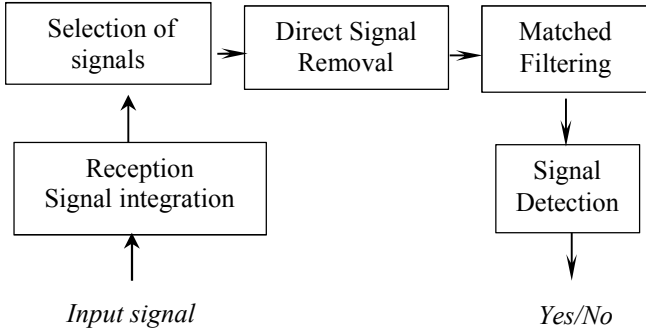 Selection of
signals
Direct Signal
Removal
Matched
Filtering
Reception
Signal integration
Signal
Detection
Input signal
Yes/No